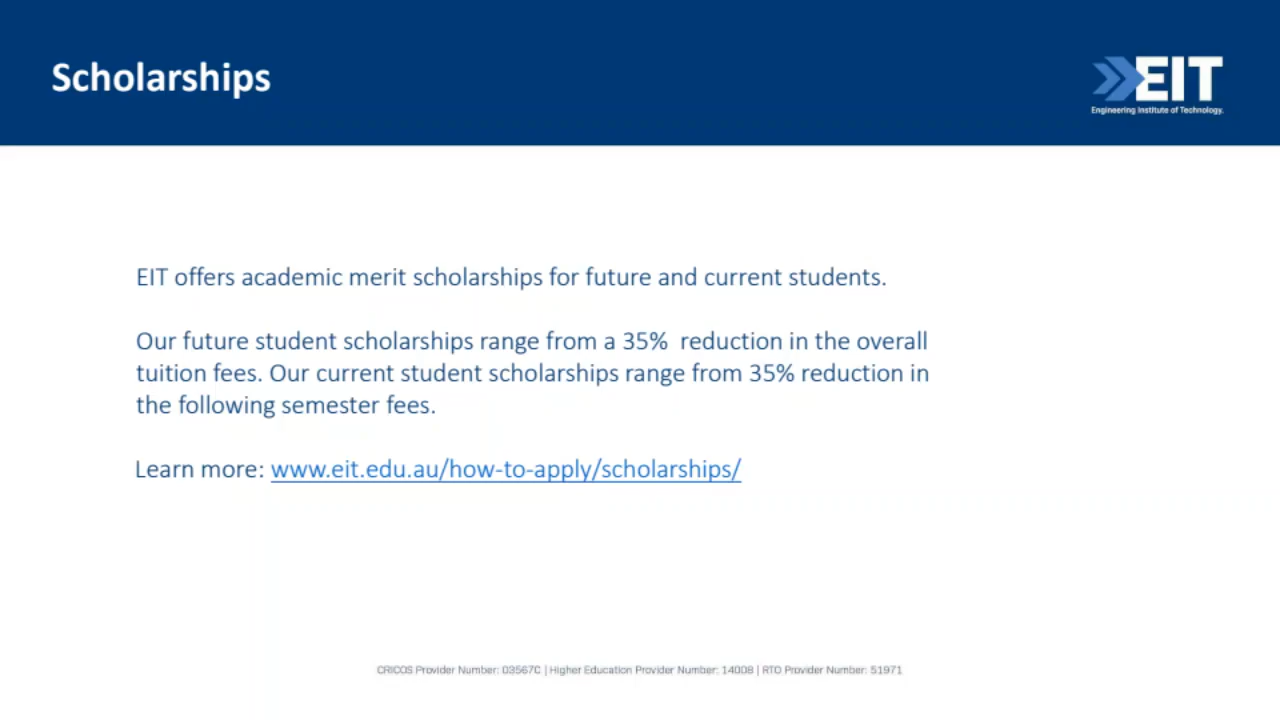 Scholarships
EIT
Engineering Institute of Technology.
EIT offers academic merit scholarships for future and current students.
Our future student scholarships range from a 35%  reduction in the overall
tuition fees. Our current student scholarships range from 35% reduction in
the following semester fees.
Learn more: www.eit.edu.au/how-to-apply/scholarships/
CRICOS Provider Number: 03567C | Higher Education Provider Number: 14008 | RTO Provider Number: 51971